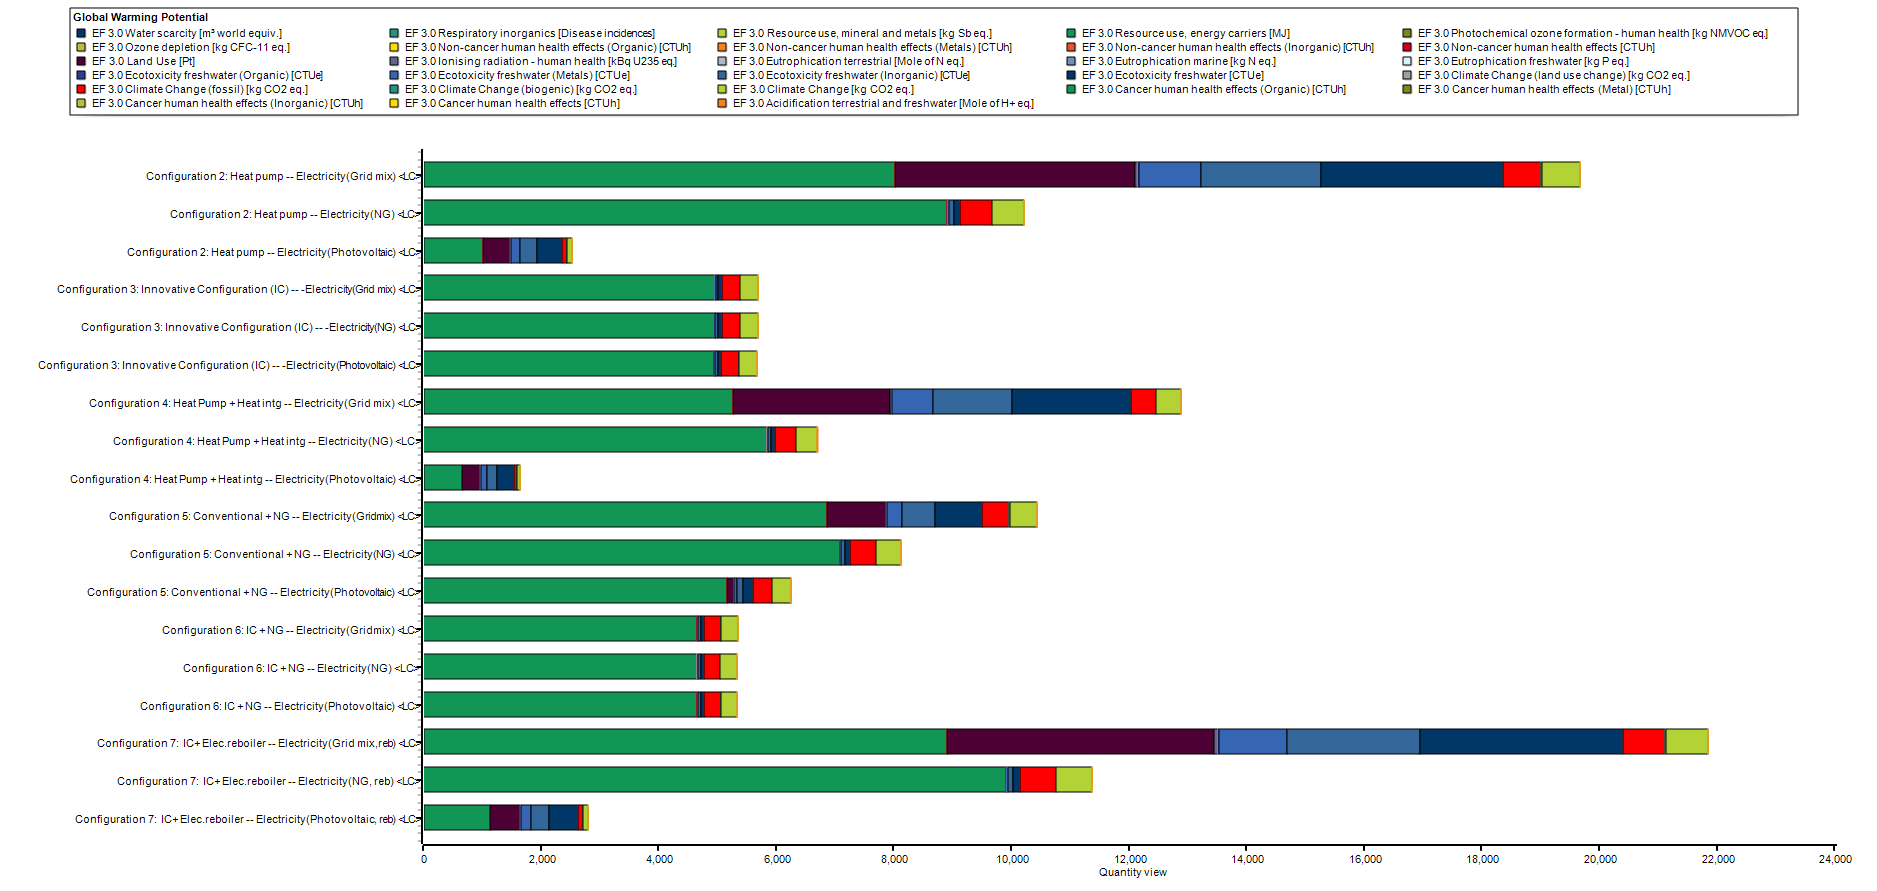 Global Warming Potential
EF 3.0 Water scarcity [m³ world equiv.] EF 3.0 Respiratory inorganics [Disease incidences] EF 3.0 Resource use, mineral and metals [kg Sb eq.] EF 3.0 Resource use, energy carriers [MJ] EF 3.0 Photochemical ozone formation - human health [kg NMVOC eq.]
EF 3.0 Ozone depletion [kg CFC-11 eq.] EF 3.0 Non-cancer human health effects (Organic) [CTUh] EF 3.0 Non-cancer human health effects (Metals) [CTUh] EF 3.0 Non-cancer human health effects (Inorganic) [CTUh] EF 3.0 Non-cancer human health effects [CTUh]
EF 3.0 Land Use [Pt] EF 3.0 Ionising radiation - human health [kBq U235 eq.] EF 3.0 Eutrophication terrestrial [Mole of N eq.] EF 3.0 Eutrophication marine [kg N eq.] EF 3.0 Eutrophication freshwater [kg P eq.]
EF 3.0 Ecotoxicity freshwater (Organic) [CTUe] EF 3.0 Ecotoxicity freshwater (Metals) [CTUe] EF 3.0 Ecotoxicity freshwater (Inorganic) [CTUe] EF 3.0 Ecotoxicity freshwater [CTUe] EF 3.0 Climate Change (land use change) [kg CO2 eq.]
EF 3.0 Climate Change (fossil) [kg CO2 eq.] EF 3.0 Climate Change (biogenic) [kg CO2 eq.] EF 3.0 Climate Change [kg CO2 eq.] EF 3.0 Cancer human health effects (Organic) [CTUh] EF 3.0 Cancer human health effects (Metal) [CTUh]
EF 3.0 Cancer human health effects (Inorganic) [CTUh] EF 3.0 Cancer human health effects [CTUh] EF 3.0 Acidification terrestrial and freshwater [Mole of H+ eq.]
Configuration 2: Heat pump -- Electricity(Grid mix) <LC>
Configuration 2: Heat pump -- Electricity(NG) <LC>
Configuration 2: Heat pump -- Electricity(Photovoltaic) <LC>
Configuration 3: Innovative Configuration (IC) -- -Electricity(Grid mix) <LC>
Configuration 3: Innovative Configuration (IC) -- -Electricity(NG) <LC>
Configuration 3: Innovative Configuration (IC) -- -Electricity(Photovoltaic) <LC>
Configuration 4: Heat Pump + Heat intg -- Electricity(Grid mix) <LC>
Configuration 4: Heat Pump + Heat intg -- Electricity(NG) <LC>
Configuration 4: Heat Pump + Heat intg -- Electricity(Photovoltaic) <LC>
Configuration 5: Conventional + NG -- Electricity(Gridmix) <LC>
Configuration 5: Conventional + NG -- Electricity(NG) <LC>
Configuration 5: Conventional + NG -- Electricity(Photovoltaic) <LC>
Configuration 6: IC + NG -- Electricity(Gridmix) <LC>
Configuration 6: IC + NG -- Electricity(NG) <LC>
Configuration 6: IC + NG -- Electricity(Photovoltaic) <LC>
Configuration 7: IC+ Elec.reboiler -- Electricity(Grid mix,reb) <LC>
Configuration 7: IC+ Elec.reboiler -- Electricity(NG, reb) <LC>
Configuration 7: IC+ Elec.reboiler -- Electricity(Photovoltaic, reb) <LC>
0 2,000 4,000 6,000 8,000 10,000 12,000 14,000 16,000 18,000 20,000 22,000 24,000
Quantity view